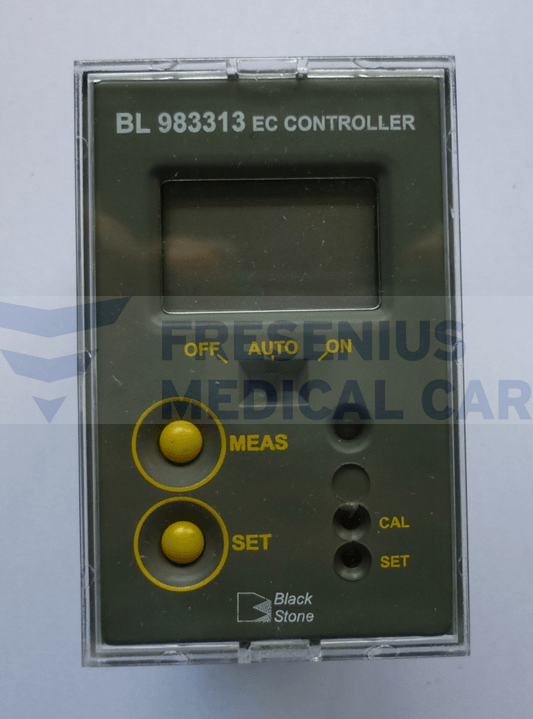 BL 983313 EC CONTROLLER
FRESENIUS
MEDICAL CAR
OFF AUTO ON
MEAS
CAL
SET
SET
Black
Stone